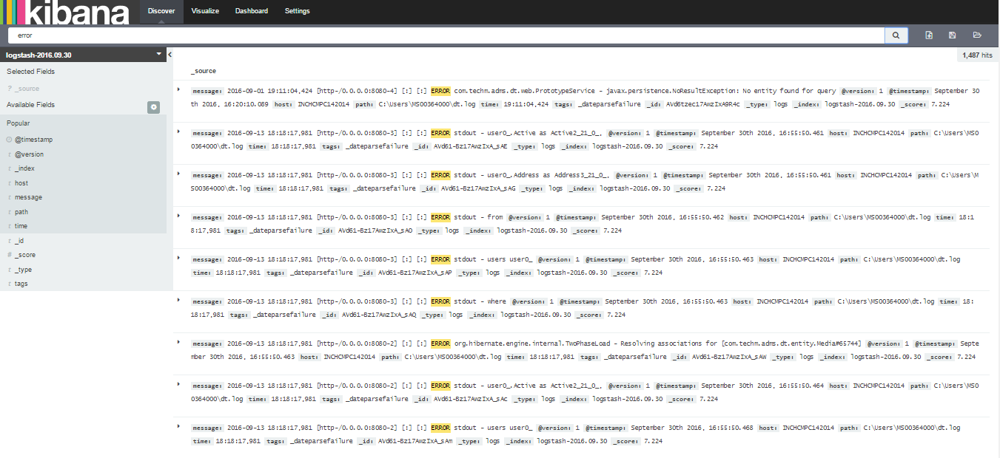 kibana Discover Visualize Dashboard Settings
error
logstash-2016.09.30
1,487 hits
Selected Fields
? _source
Available Fields
Popular
@timestamp
t @version
t _index
t host
t message
t path
t time
t _id
# _score
t _type
t tags
_source
message: 2016-09-01 19:11:04,424 [http-/0.0.0.0:8080-4] [:] [:] ERROR com.techm.adms.dt.web.PrototypeService - javax.persistence.NoResultException: No entity found for query @version: 1 @timestamp: September 30
th 2016, 16:20:10.089 host: INCHCMPC142014 path: C:\Users\MS00364000\dt.log time: 19:11:04,424 tags: _dateparsefailure _id: AVd6tzec17AwzIxA9R4c _type: logs _index: logstash-2016.09.30 _score: 7.224
message: 2016-09-13 18:18:17,981 [http-/0.0.0.0:8080-3] [:] [:] ERROR stdout - user0_.Active as Active2_21_0_, @version: 1 @timestamp: September 30th 2016, 16:55:50.461 host: INCHCMPC142014 path: C:\Users\MS0
0364000\dt.log time: 18:18:17,981 tags: _dateparsefailure _id: AVd61-Bz17AwzIxA_sAE _type: logs _index: logstash-2016.09.30 _score: 7.224
message: 2016-09-13 18:18:17,981 [http-/0.0.0.0:8080-3] [:] [:] ERROR stdout - user0_.Address as Address3_21_0_, @version: 1 @timestamp: September 30th 2016, 16:55:50.461 host: INCHCMPC142014 path: C:\Users\M
S00364000\dt.log time: 18:18:17,981 tags: _dateparsefailure _id: AVd61-Bz17AwzIxA_sAG _type: logs _index: logstash-2016.09.30 _score: 7.224
message: 2016-09-13 18:18:17,981 [http-/0.0.0.0:8080-3] [:] [:] ERROR stdout - from @version: 1 @timestamp: September 30th 2016, 16:55:50.462 host: INCHCMPC142014 path: C:\Users\MS00364000\dt.log time: 18:1
8:17,981 tags: _dateparsefailure _id: AVd61-Bz17AwzIxA_sAO _type: logs _index: logstash-2016.09.30 _score: 7.224
message: 2016-09-13 18:18:17,981 [http-/0.0.0.0:8080-3] [:] [:] ERROR stdout - users user0_ @version: 1 @timestamp: September 30th 2016, 16:55:50.463 host: INCHCMPC142014 path: C:\Users\MS00364000\dt.log
time: 18:18:17,981 tags: _dateparsefailure _id: AVd61-Bz17AwzIxA_sAP _type: logs _index: logstash-2016.09.30 _score: 7.224
message: 2016-09-13 18:18:17,981 [http-/0.0.0.0:8080-3] [:] [:] ERROR stdout - where @version: 1 @timestamp: September 30th 2016, 16:55:50.463 host: INCHCMPC142014 path: C:\Users\MS00364000\dt.log time: 18:
18:17,981 tags: _dateparsefailure _id: AVd61-Bz17AwzIxA_sAQ _type: logs _index: logstash-2016.09.30 _score: 7.224
message: 2016-09-13 18:18:17,981 [http-/0.0.0.0:8080-2] [:] [:] ERROR org.hibernate.engine.internal.TwoPhaseLoad - Resolving associations for [com.techm.adms.dt.entity.Media#65744] @version: 1 @timestamp: Septe
mber 30th 2016, 16:55:50.463 host: INCHCMPC142014 path: C:\Users\MS00364000\dt.log time: 18:18:17,981 tags: _dateparsefailure _id: AVd61-Bz17AwzIxA_sAW _type: logs _index: logstash-2016.09.30 _score: 7.224
message: 2016-09-13 18:18:17,981 [http-/0.0.0.0:8080-2] [:] [:] ERROR stdout - user0_.Active as Active2_21_0_, @version: 1 @timestamp: September 30th 2016, 16:55:50.464 host: INCHCMPC142014 path: C:\Users\MS0
0364000\dt.log time: 18:18:17,981 tags: _dateparsefailure _id: AVd61-Bz17AwzIxA_sAc _type: logs _index: logstash-2016.09.30 _score: 7.224
message: 2016-09-13 18:18:17,981 [http-/0.0.0.0:8080-2] [:] [:] ERROR stdout - users user0_ @version: 1 @timestamp: September 30th 2016, 16:55:50.468 host: INCHCMPC142014 path: C:\Users\MS00364000\dt.log
time: 18:18:17,981 tags: _dateparsefailure _id: AVd61-Bz17AwzIxA_sAm _type: logs _index: logstash-2016.09.30 _score: 7.224